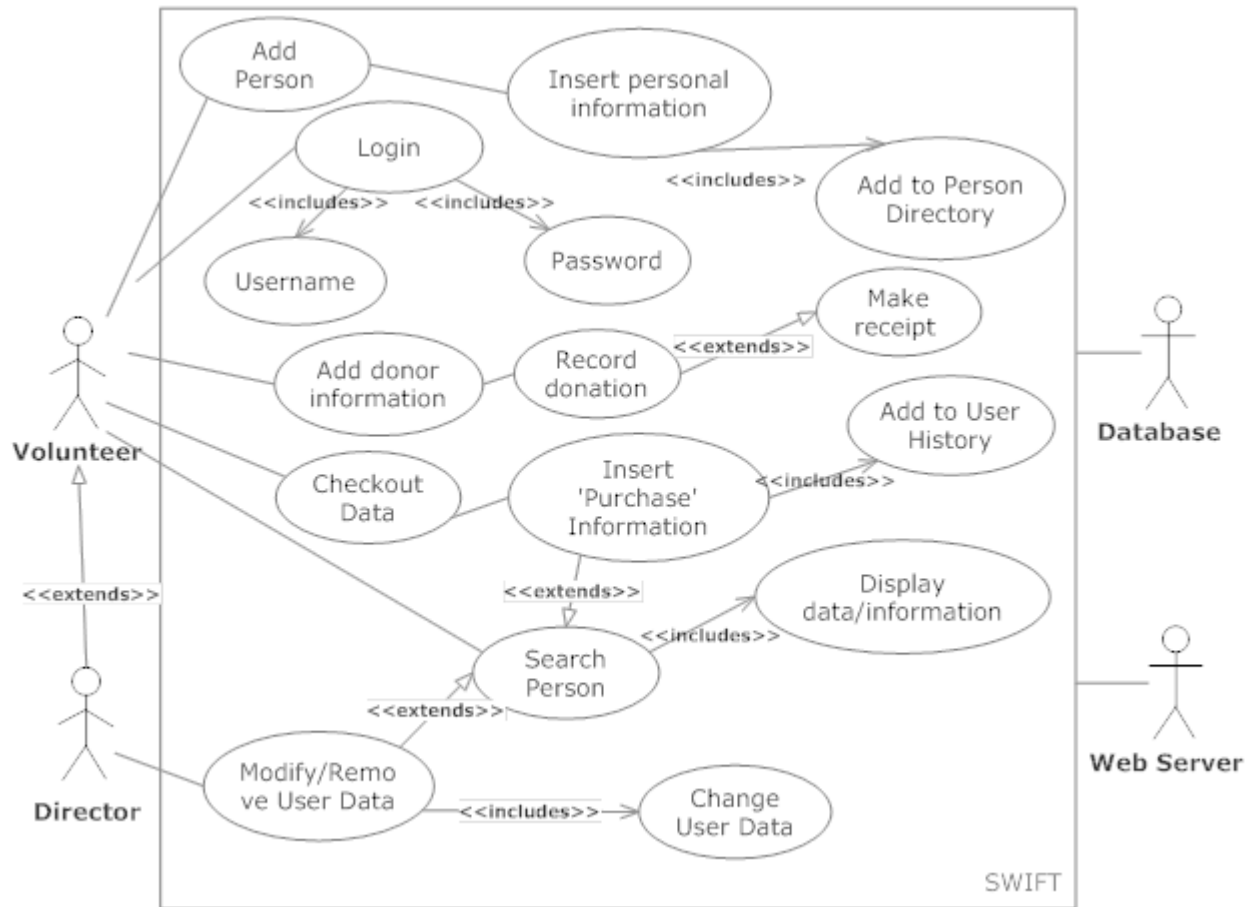 Add
Person
Insert personal
information
Login
<<includes>>
<<includes>>
<<includes>>
Add to Person
Directory
Username
Password
Make
receipt
<<extends>>
Add donor
information
Record
donation
Volunteer
Add to User
History
Database
Checkout
Data
Insert
'Purchase'
Information
<<includes>>
<<extends>>
<<extends>>
Display
data/information
Search
Person
<<includes>>
<<extends>>
Web Server
Director
Modify/Remo
ve User Data
<<includes>>
Change
User Data
SWIFT